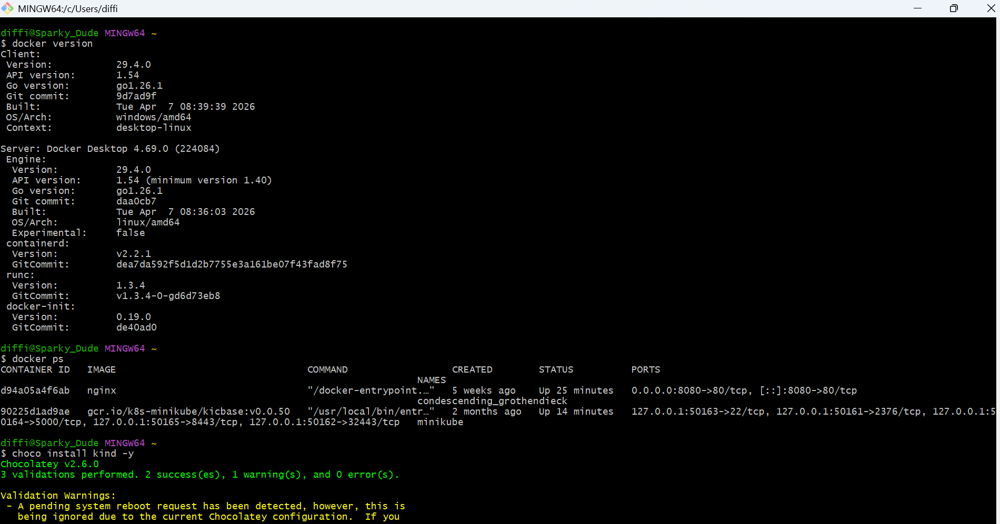 MINGW64:/c/Users/diffi
diffi@Sparky_Dude MINGW64 ~
$ docker version
Client:
 Version:           29.4.0
 API version:       1.54
 Go version:        go1.26.1
 Git commit:        9d7ad9f
 Built:             Tue Apr  7 08:39:39 2026
 OS/Arch:           windows/amd64
 Context:           desktop-linux
Server: Docker Desktop 4.69.0 (224084)
 Engine:
  Version:          29.4.0
  API version:      1.54 (minimum version 1.40)
  Go version:       go1.26.1
  Git commit:       daa0cb7
  Built:            Tue Apr  7 08:36:03 2026
  OS/Arch:          linux/amd64
  Experimental:     false
 containerd:
  Version:          v2.2.1
  GitCommit:        dea7da592f5d1d2b7755e3a161be07f43fad8f75
 runc:
  Version:          1.3.4
  GitCommit:        v1.3.4-0-gd6d73eb8
 docker-init:
  Version:          0.19.0
  GitCommit:        de40ad0
diffi@Sparky_Dude MINGW64 ~
$ docker ps
CONTAINER ID   IMAGE                                 COMMAND                  CREATED        STATUS          PORTS
                                                                        NAMES
d94a05a4f6ab   nginx                                 "/docker-entrypoint.…"   5 weeks ago    Up 25 minutes   0.0.0.0:8080->80/tcp, [::]:8080->80/tcp
                                                                        condescending_grothendieck
90225d1ad9ae   gcr.io/k8s-minikube/kicbase:v0.0.50   "/usr/local/bin/entr…"   2 months ago   Up 14 minutes   127.0.0.1:50163->22/tcp, 127.0.0.1:50161->2376/tcp, 127.0.0.1:5
0164->5000/tcp, 127.0.0.1:50165->8443/tcp, 127.0.0.1:50162->32443/tcp   minikube
diffi@Sparky_Dude MINGW64 ~
$ choco install kind -y
Chocolatey v2.6.0
3 validations performed. 2 success(es), 1 warning(s), and 0 error(s).
Validation Warnings:
 - A pending system reboot request has been detected, however, this is
   being ignored due to the current Chocolatey configuration.  If you